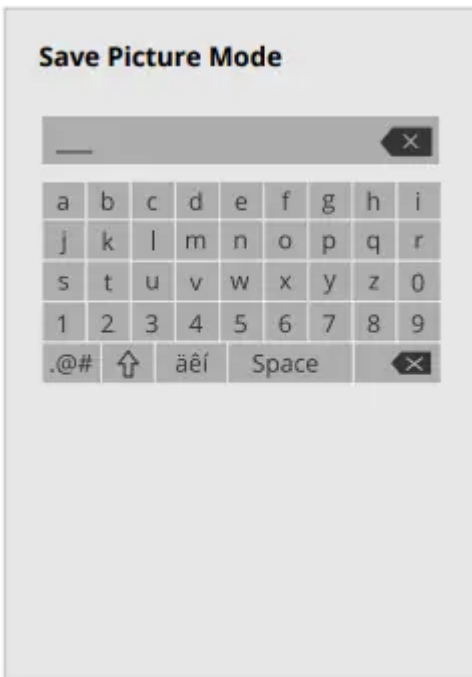 Save Picture Mode
a b c d e f g h i
j k l m n o p q r
s t u v w x y z 0
1 2 3 4 5 6 7 8 9
.@# äêí Space